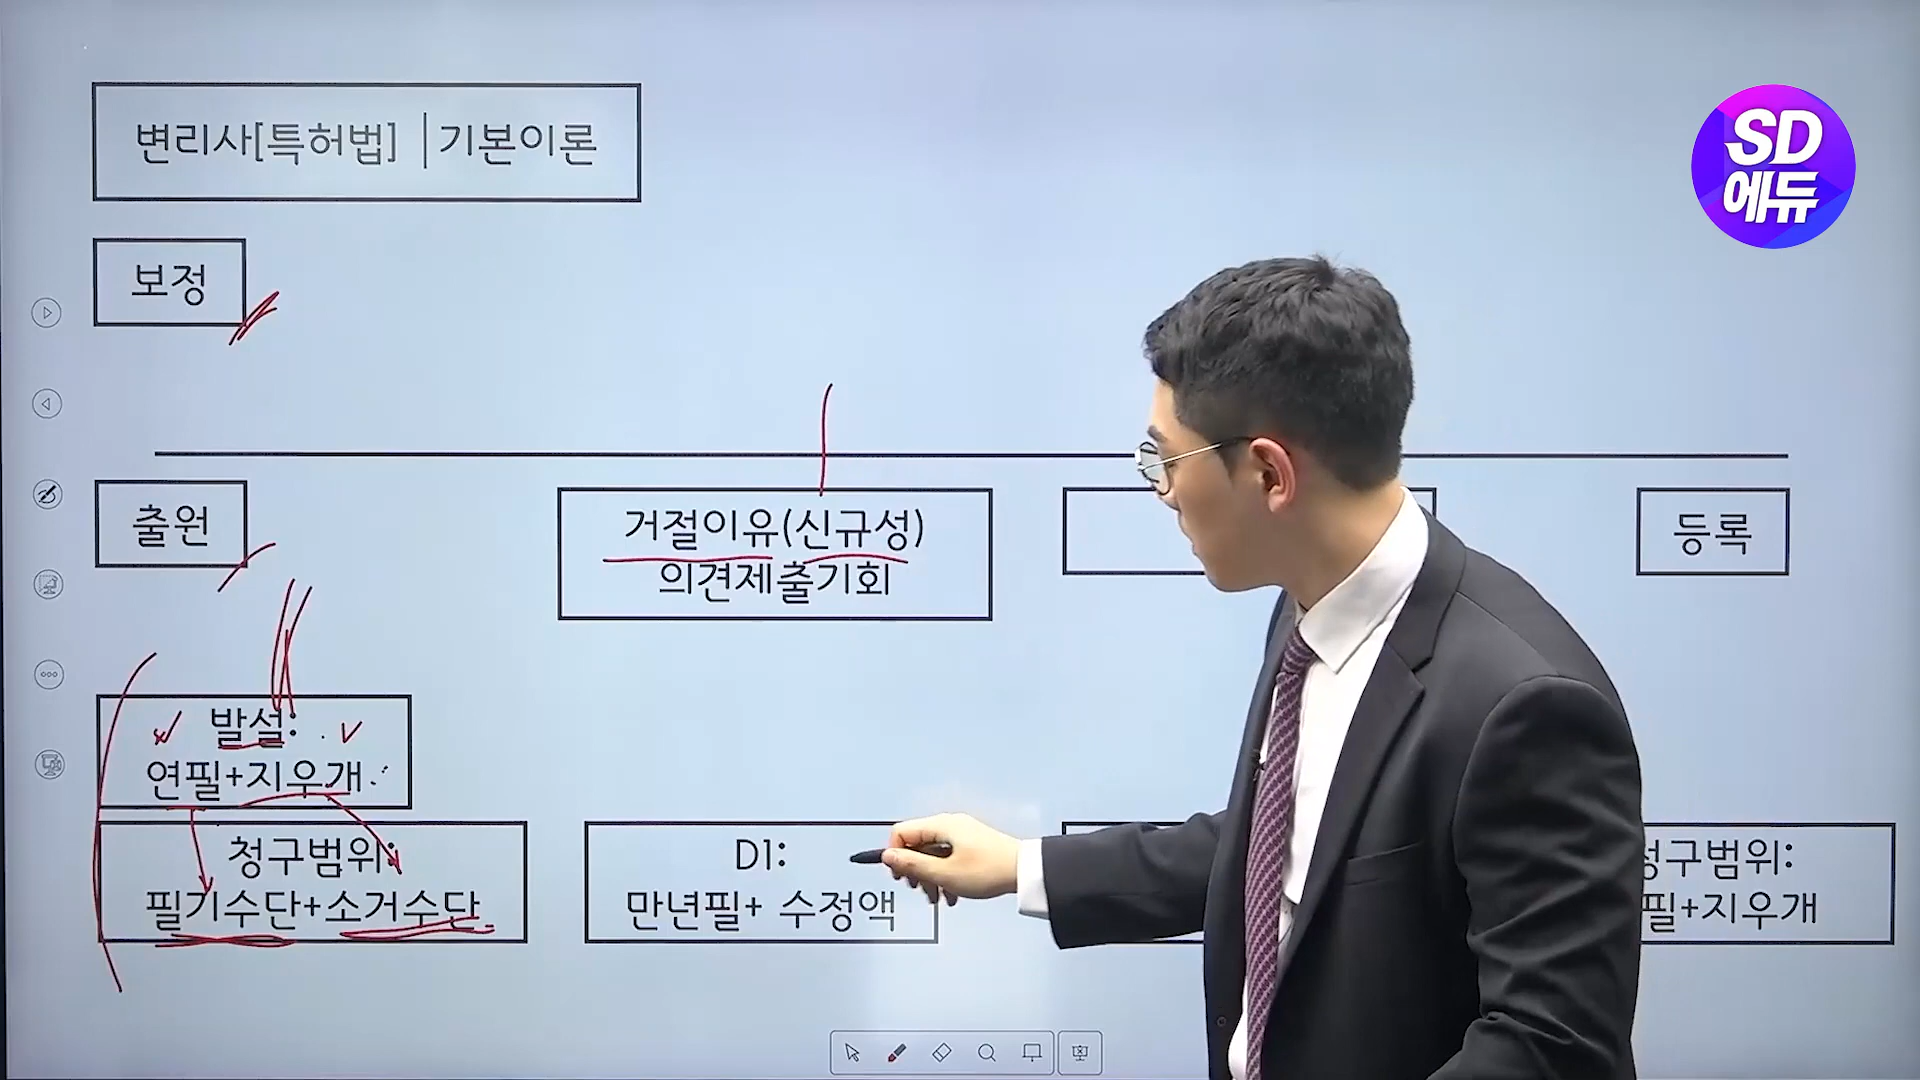 변리사[특허법] | 기본이론
SD
에듀
보정
출원
거절이유(신규성)
의견제출기회
등록
발설:
연필+지우개
청구범위:
필기수단+소거수단
D1:
만년필+ 수정액
청구범위:
필+지우개